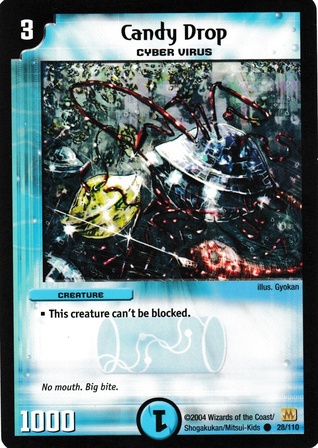 3
Candy Drop
CYBER VIRUS
illus. Gyokan
CREATURE
▪ This creature can't be blocked.
No mouth. Big bite.
1000
1
©2004 Wizards of the Coast/
Shogakukan/Mitsui-Kids ● 28/110